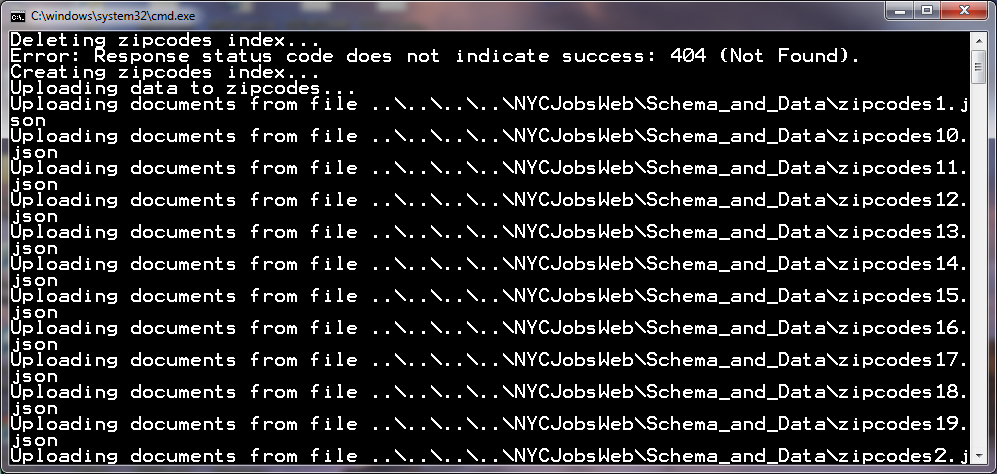 C:\windows\system32\cmd.exe
Deleting zipcodes index...
Error: Response status code does not indicate success: 404 (Not Found).
Creating zipcodes index...
Uploading data to zipcodes...
Uploading documents from file ..\..\..\..\NYCJobsWeb\Schema_and_Data\zipcodes1.j
son
Uploading documents from file ..\..\..\..\NYCJobsWeb\Schema_and_Data\zipcodes10.
json
Uploading documents from file ..\..\..\..\NYCJobsWeb\Schema_and_Data\zipcodes11.
json
Uploading documents from file ..\..\..\..\NYCJobsWeb\Schema_and_Data\zipcodes12.
json
Uploading documents from file ..\..\..\..\NYCJobsWeb\Schema_and_Data\zipcodes13.
json
Uploading documents from file ..\..\..\..\NYCJobsWeb\Schema_and_Data\zipcodes14.
json
Uploading documents from file ..\..\..\..\NYCJobsWeb\Schema_and_Data\zipcodes15.
json
Uploading documents from file ..\..\..\..\NYCJobsWeb\Schema_and_Data\zipcodes16.
json
Uploading documents from file ..\..\..\..\NYCJobsWeb\Schema_and_Data\zipcodes17.
json
Uploading documents from file ..\..\..\..\NYCJobsWeb\Schema_and_Data\zipcodes18.
json
Uploading documents from file ..\..\..\..\NYCJobsWeb\Schema_and_Data\zipcodes19.
json
Uploading documents from file ..\..\..\..\NYCJobsWeb\Schema_and_Data\zipcodes2.j